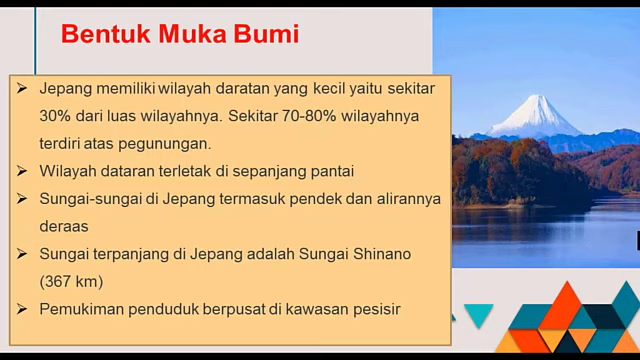 Bentuk Muka Bumi
Jepang memiliki wilayah daratan yang kecil yaitu sekitar
30% dari luas wilayahnya. Sekitar 70-80% wilayahnya
terdiri atas pegunungan.
Wilayah dataran terletak di sepanjang pantai
Sungai-sungai di Jepang termasuk pendek dan alirannya
deraas
Sungai terpanjang di Jepang adalah Sungai Shinano
(367 km)
Pemukiman penduduk berpusat di kawasan pesisir